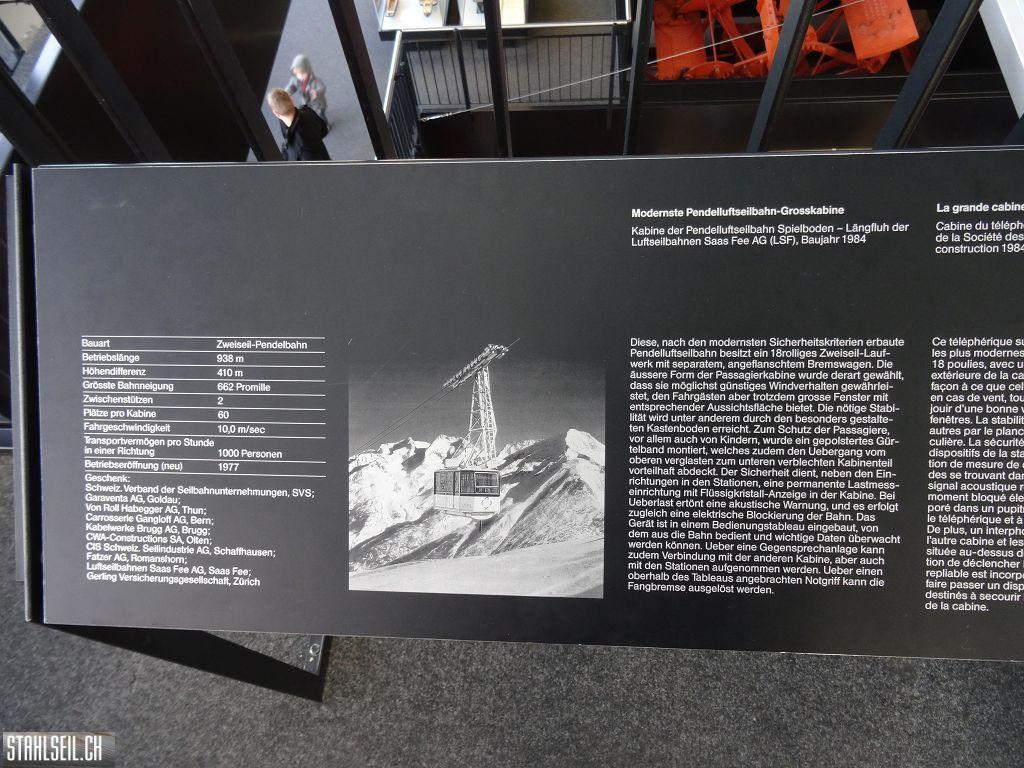 Modernste Pendelluftseilbahn-Grosskabine
Kabine der Pendelluftseilbahn Spielboden – Längfluh der
Luftseilbahnen Saas Fee AG (LSF), Baujahr 1984
La grande cabine
Cabine du téléph
de la Société des
construction 1984
Bauart Zweiseil-Pendelbahn
Betriebslänge 938 m
Höhendifferenz 410 m
Grösste Bahnneigung 662 Promille
Zwischenstützen 2
Plätze pro Kabine 60
Fahrgeschwindigkeit 10,0 m/sec
Transportvermögen pro Stunde
in einer Richtung 1000 Personen
Betriebseröffnung (neu) 1977
Geschenk:
Schweiz. Verband der Seilbahnunternehmungen, SVS;
Garaventa AG, Goldau;
Von Roll Habegger AG, Thun;
Carrosserie Gangloff AG, Bern;
Kabelwerke Brugg AG, Brugg;
CWA-Constructions SA, Olten;
CIS Schweiz. Seilindustrie AG, Schaffhausen;
Fatzer AG, Romanshorn;
Luftseilbahnen Saas Fee AG, Saas Fee;
Gerling Versicherungsgesellschaft, Zürich
Diese, nach den modernsten Sicherheitskriterien erbaute
Pendelluftseilbahn besitzt ein 18rolliges Zweiseil-Lauf-
werk mit separatem, angeflanschtem Bremswagen. Die
äussere Form der Passagierkabine wurde derart gewählt,
dass sie möglichst günstiges Windverhalten gewährlei-
stet, den Fahrgästen aber trotzdem grosse Fenster mit
entsprechender Aussichtsfläche bietet. Die nötige Stabi-
lität wird unter anderem durch den besonders gestalte-
ten Kastenboden erreicht. Zum Schutz der Passagiere,
vor allem auch von Kindern, wurde ein gepolstertes Gür-
telband montiert, welches zudem den Uebergang vom
oberen verglasten zum unteren verblechten Kabinenteil
vorteilhaft abdeckt. Der Sicherheit dient, neben den Ein-
richtungen in den Stationen, eine permanente Lastmess-
einrichtung mit Flüssigkristall-Anzeige in der Kabine. Bei
Ueberlast ertönt eine akustische Warnung, und es erfolgt
zugleich eine elektrische Blockierung der Bahn. Das
Gerät ist in einem Bedienungstableau eingebaut, von
dem aus die Bahn bedient und wichtige Daten überwacht
werden können. Ueber eine Gegensprechanlage kann
zudem Verbindung mit der anderen Kabine, aber auch
mit den Stationen aufgenommen werden. Ueber einen
oberhalb des Tableaus angebrachten Notgriff kann die
Fangbremse ausgelöst werden.
Ce téléphérique su
les plus modernes
18 poulies, avec u
extérieure de la ca
façon à ce que cel
en cas de vent, tou
jour d'une bonne v
fenêtres. La stabilit
autres par le planc
culière. La sécurité
dispositifs de la sta
tion de mesure de
des se trouvant dan
signal acoustique r
moment bloqué éle
poré dans un pupit
le téléphérique et à
De plus, un interpho
l'autre cabine et les
située au-dessus d
tion de déclencher l
repliable est incorp
faire passer un disp
destinés à secourir
de la cabine.
STAHLSEIL.CH